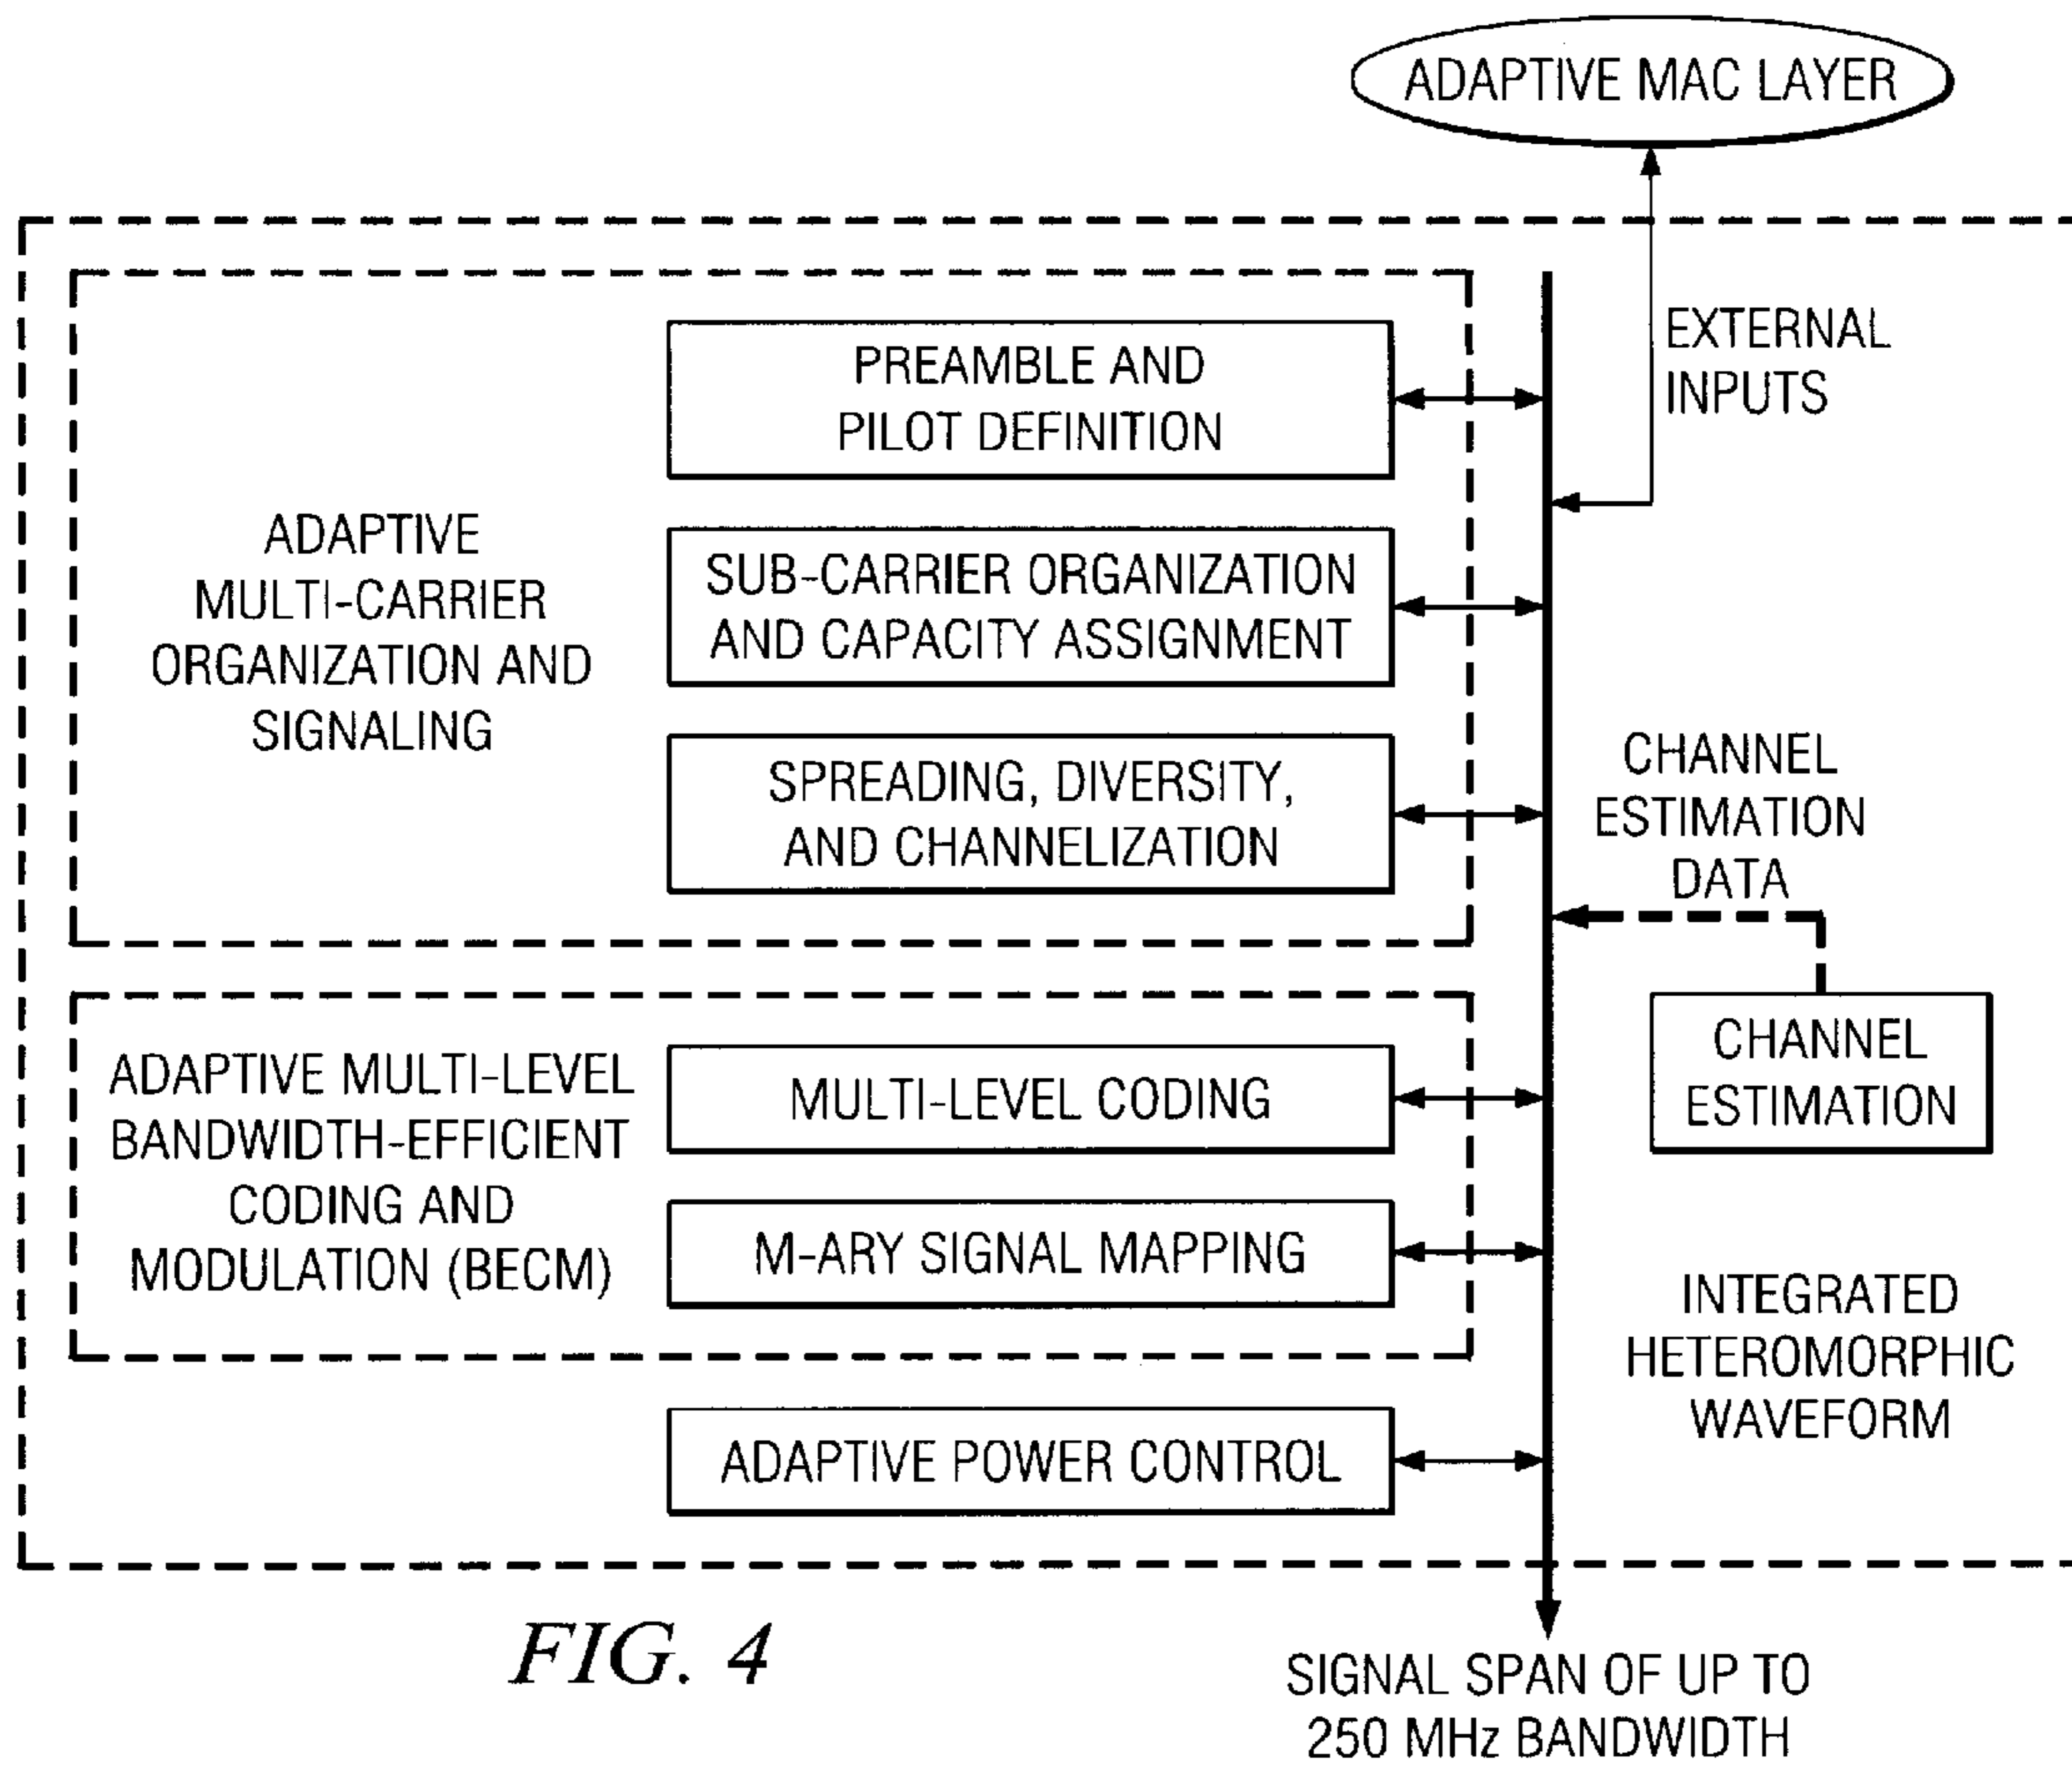 ADAPTIVE MAC LAYER
EXTERNAL
INPUTS
PREAMBLE AND
PILOT DEFINITION
ADAPTIVE
MULTI-CARRIER
ORGANIZATION AND
SIGNALING
SUB-CARRIER ORGANIZATION
AND CAPACITY ASSIGNMENT
SPREADING, DIVERSITY,
AND CHANNELIZATION
CHANNEL
ESTIMATION
DATA
CHANNEL
ESTIMATION
ADAPTIVE MULTI-LEVEL
BANDWIDTH-EFFICIENT
CODING AND
MODULATION (BECM)
MULTI-LEVEL CODING
M-ARY SIGNAL MAPPING
INTEGRATED
HETEROMORPHIC
WAVEFORM
ADAPTIVE POWER CONTROL
FIG. 4
SIGNAL SPAN OF UP TO
250 MHz BANDWIDTH